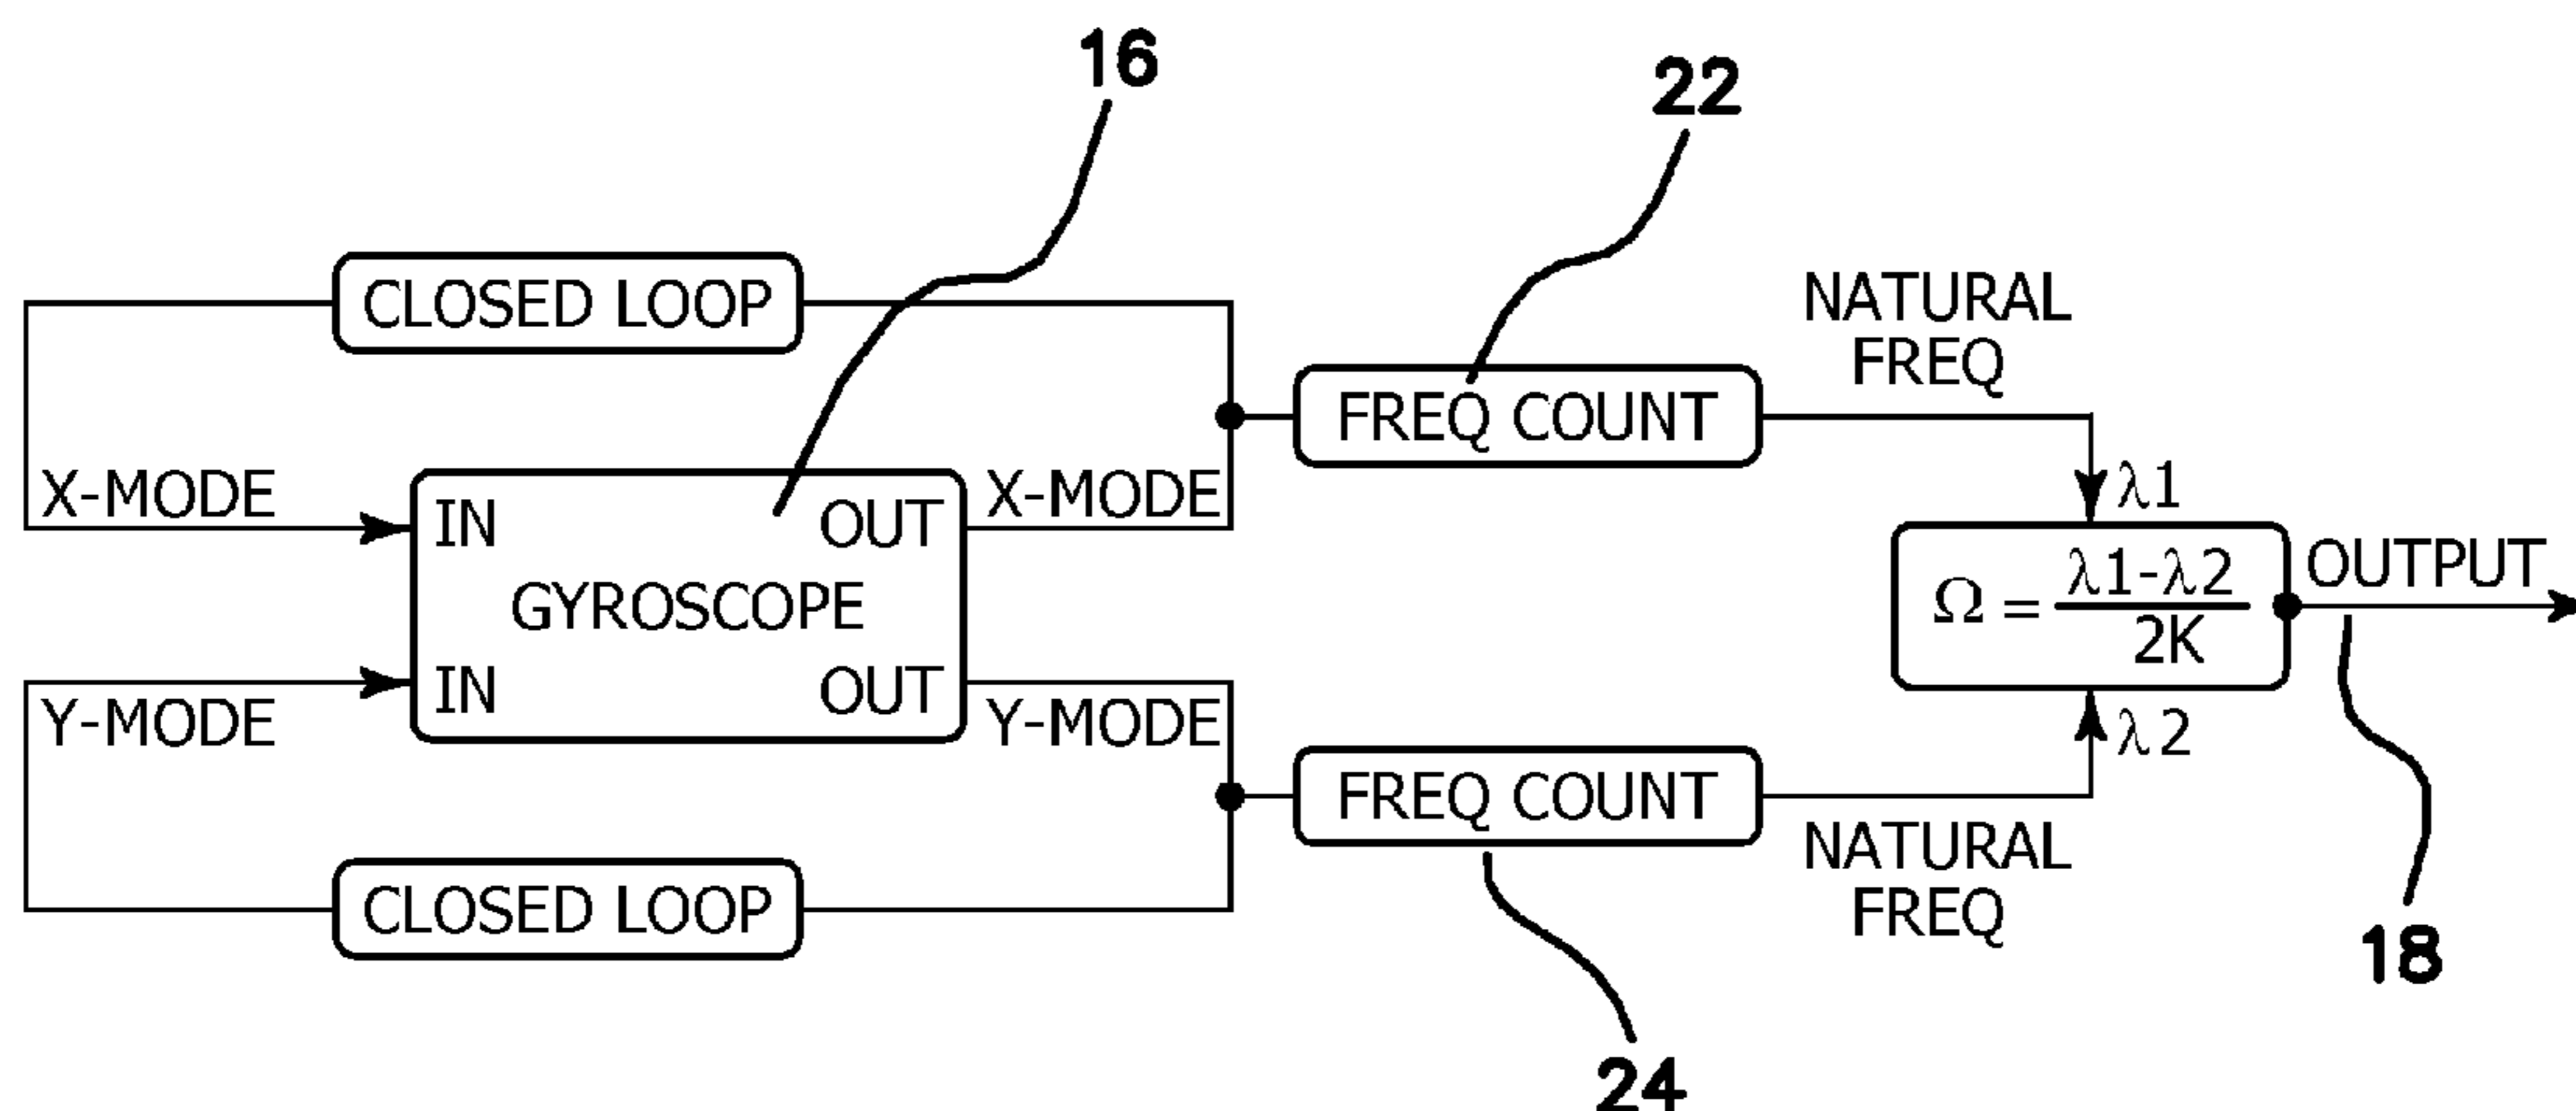 16
22
CLOSED LOOP
NATURAL
FREQ
FREQ COUNT
X-MODE
IN
OUT
X-MODE
λ1
GYROSCOPE
Ω = λ1-λ2
2K
OUTPUT
Y-MODE
IN
OUT
Y-MODE
λ2
FREQ COUNT
NATURAL
FREQ
CLOSED LOOP
18
24